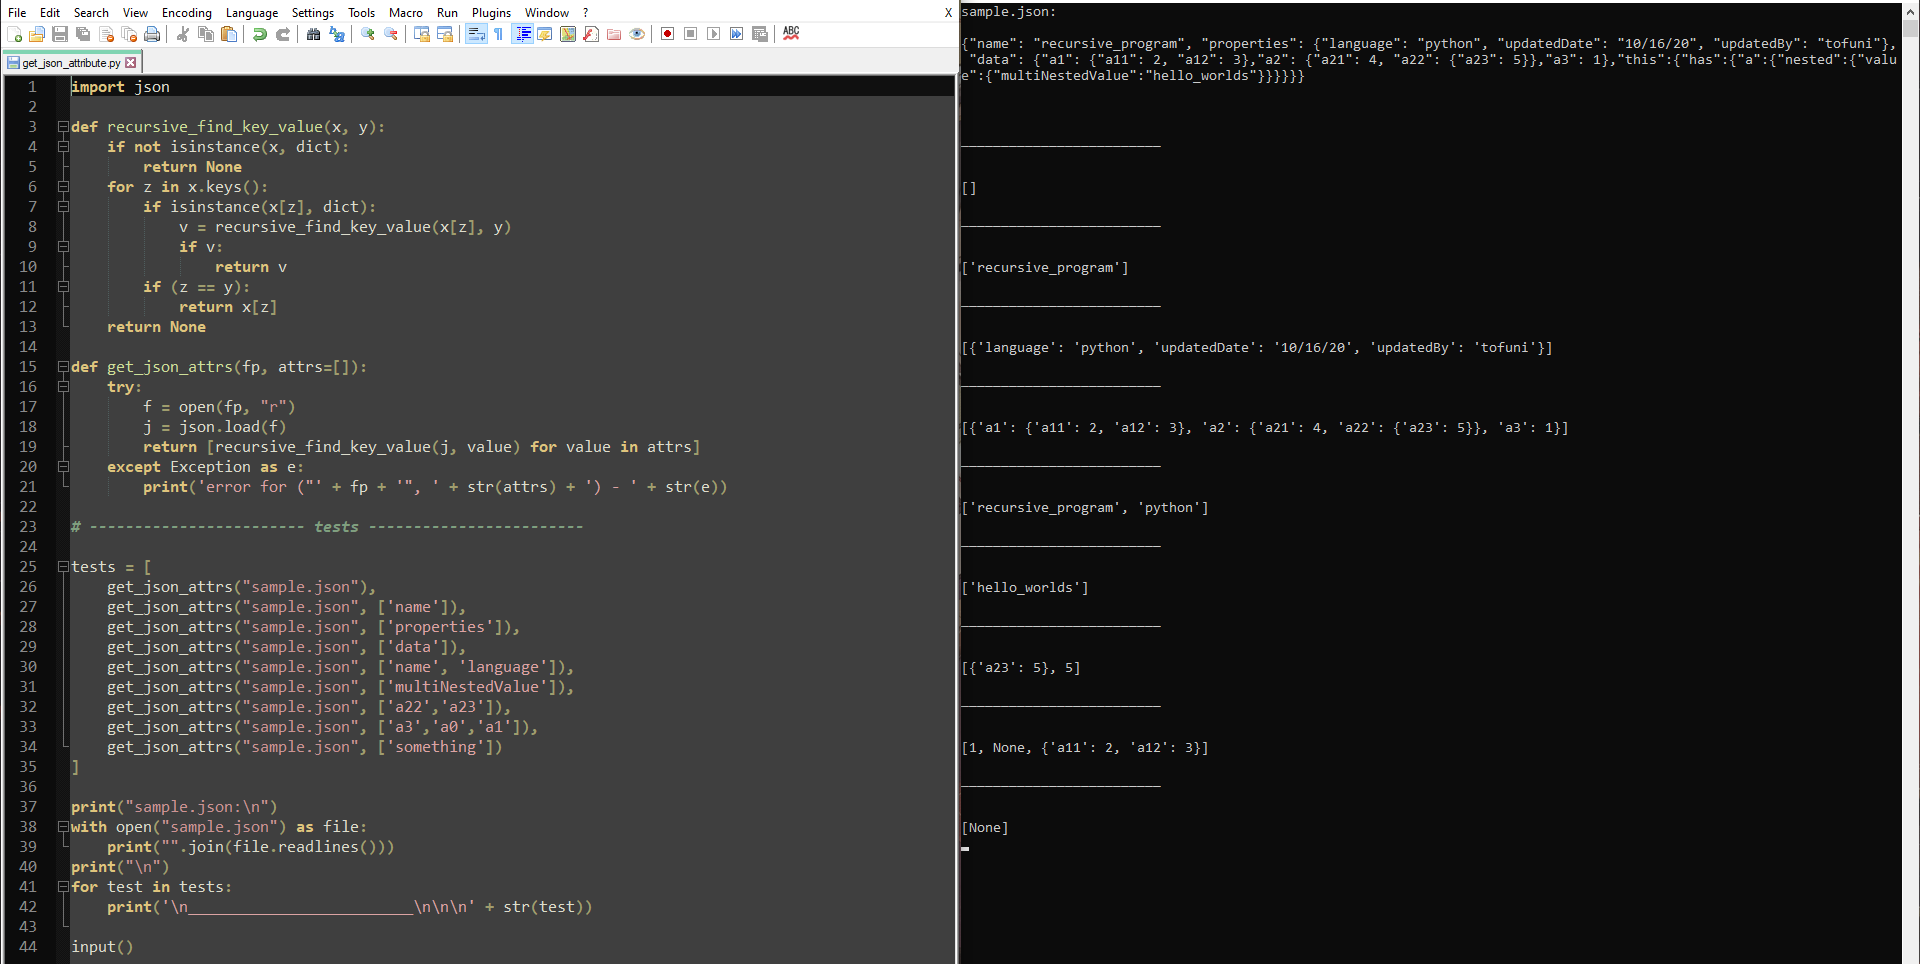 File Edit Search View Encoding Language Settings Tools Macro Run Plugins Window ? X
ABC
get_json_attribute.py
1 import json
2
3 def recursive_find_key_value(x, y):
4     if not isinstance(x, dict):
5         return None
6     for z in x.keys():
7         if isinstance(x[z], dict):
8             v = recursive_find_key_value(x[z], y)
9             if v:
10                 return v
11         if (z == y):
12             return x[z]
13     return None
14
15 def get_json_attrs(fp, attrs=[]):
16     try:
17         f = open(fp, "r")
18         j = json.load(f)
19         return [recursive_find_key_value(j, value) for value in attrs]
20     except Exception as e:
21         print('error for ("' + fp + '", ' + str(attrs) + ') - ' + str(e))
22
23 # ------------------------ tests ------------------------
24
25 tests = [
26     get_json_attrs("sample.json"),
27     get_json_attrs("sample.json", ['name']),
28     get_json_attrs("sample.json", ['properties']),
29     get_json_attrs("sample.json", ['data']),
30     get_json_attrs("sample.json", ['name', 'language']),
31     get_json_attrs("sample.json", ['multiNestedValue']),
32     get_json_attrs("sample.json", ['a22','a23']),
33     get_json_attrs("sample.json", ['a3','a0','a1']),
34     get_json_attrs("sample.json", ['something'])
35 ]
36
37 print("sample.json:\n")
38 with open("sample.json") as file:
39     print("".join(file.readlines()))
40 print("\n")
41 for test in tests:
42     print('\n_________________________\n\n\n' + str(test))
43
44 input()
sample.json:
{"name": "recursive_program", "properties": {"language": "python", "updatedDate": "10/16/20", "updatedBy": "tofuni"},
 "data": {"a1": {"a11": 2, "a12": 3},"a2": {"a21": 4, "a22": {"a23": 5}},"a3": 1},"this":{"has":{"a":{"nested":{"valu
e":{"multiNestedValue":"hello_worlds"}}}}}}
_________________________
[]
_________________________
['recursive_program']
_________________________
[{'language': 'python', 'updatedDate': '10/16/20', 'updatedBy': 'tofuni'}]
_________________________
[{'a1': {'a11': 2, 'a12': 3}, 'a2': {'a21': 4, 'a22': {'a23': 5}}, 'a3': 1}]
_________________________
['recursive_program', 'python']
_________________________
['hello_worlds']
_________________________
[{'a23': 5}, 5]
_________________________
[1, None, {'a11': 2, 'a12': 3}]
_________________________
[None]